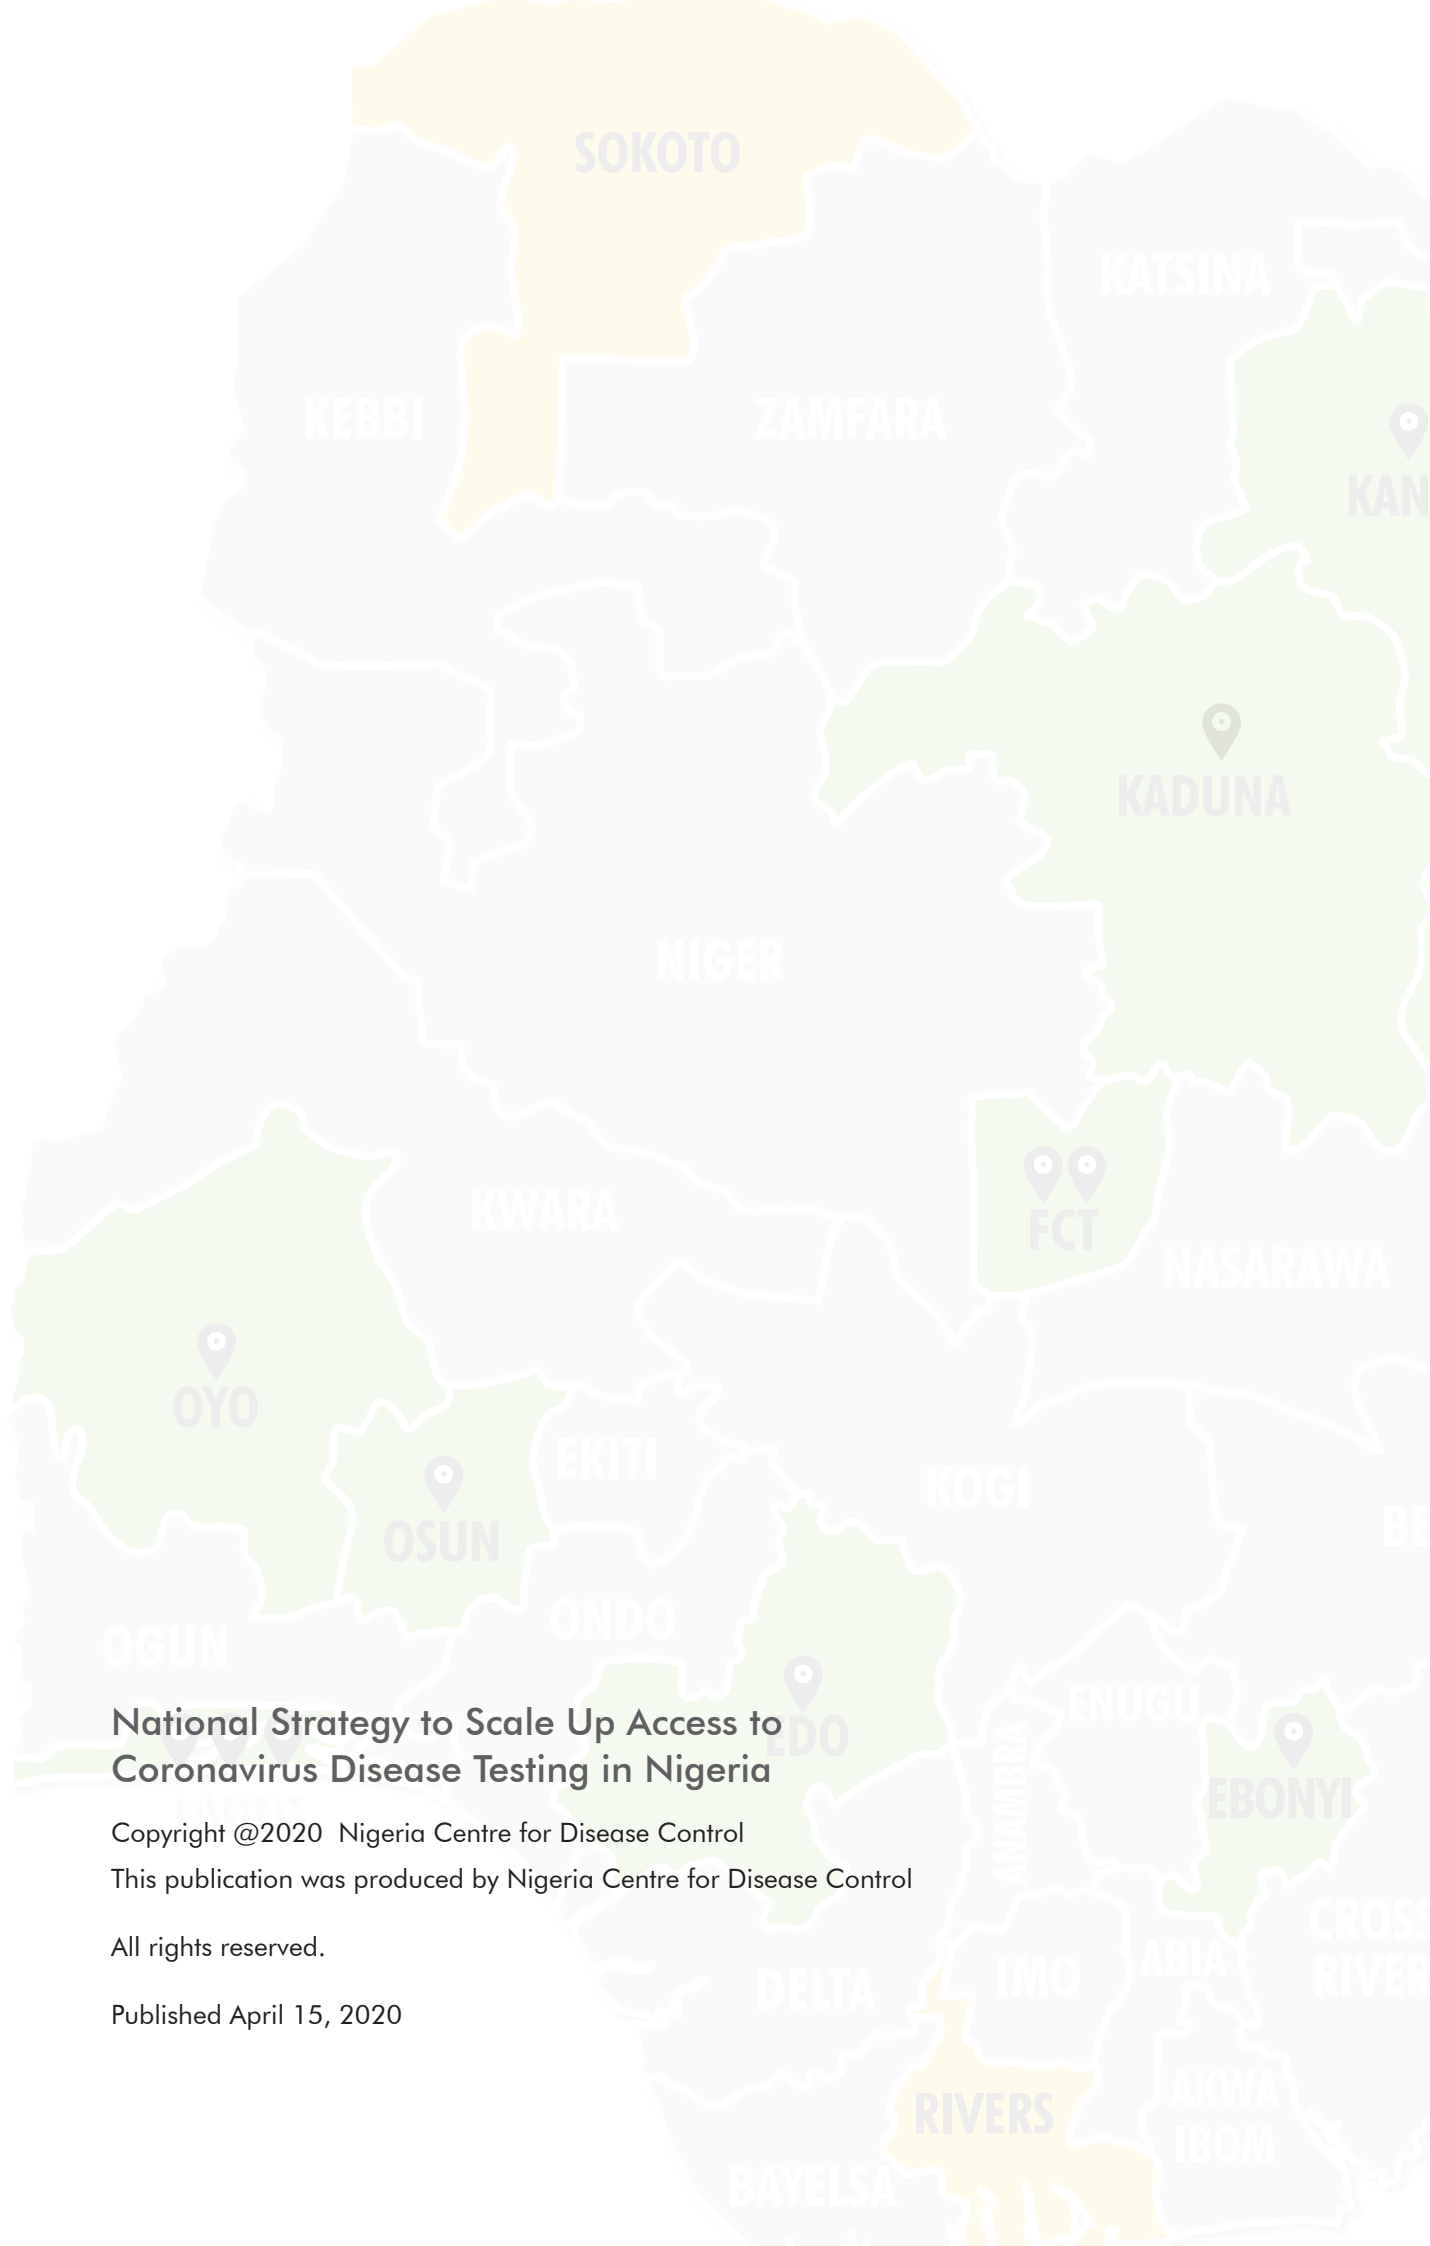 SOKOTO
KATSINA
KEBBI
ZAMFARA
KAN
KADUNA
NIGER
KWARA
FCT
NASARAWA
OYO
EKITI
KOGI
BE
OSUN
ONDO
OGUN
ENUGU
National Strategy to Scale Up Access to
EDO
Coronavirus Disease Testing in Nigeria
ANAMBRA
EBONYI
LAGOS
Copyright @2020 Nigeria Centre for Disease Control
This publication was produced by Nigeria Centre for Disease Control
CROSS
RIVER
All rights reserved.
ABIA
IMO
DELTA
Published April 15, 2020
AKWA
IBOM
RIVERS
BAYELSA